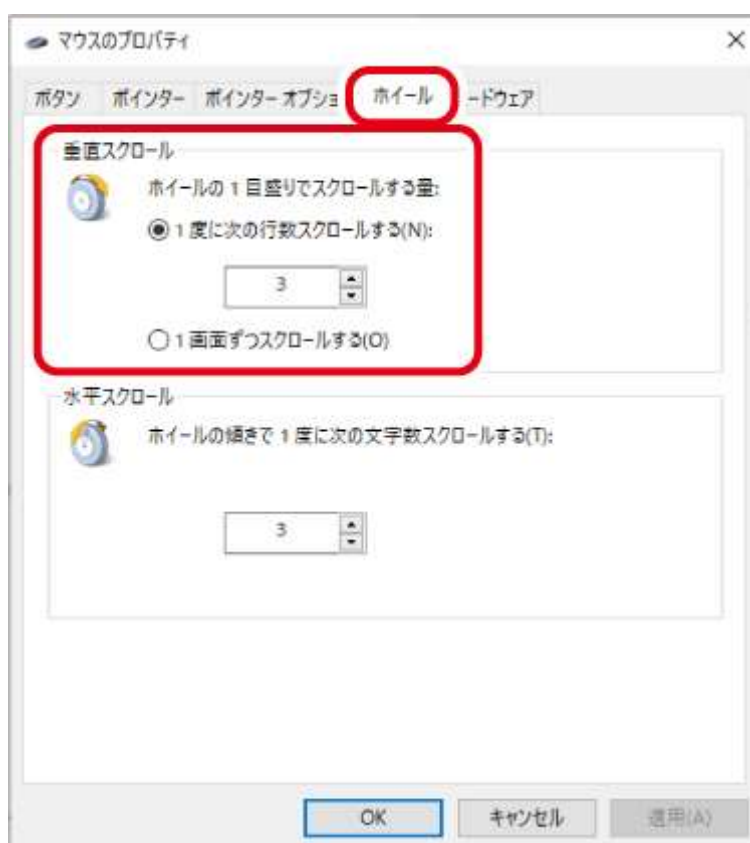 マウスのプロパティ
ボタン ポインター ポインター オプショ ホイール ードウェア
垂直スクロール
ホイールの 1 目盛りでスクロールする量:
1 度に次の行数スクロールする(N):
3
1 画面ずつスクロールする(O)
水平スクロール
ホイールの傾きで 1 度に次の文字数スクロールする(T):
3
OK キャンセル 適用(A)